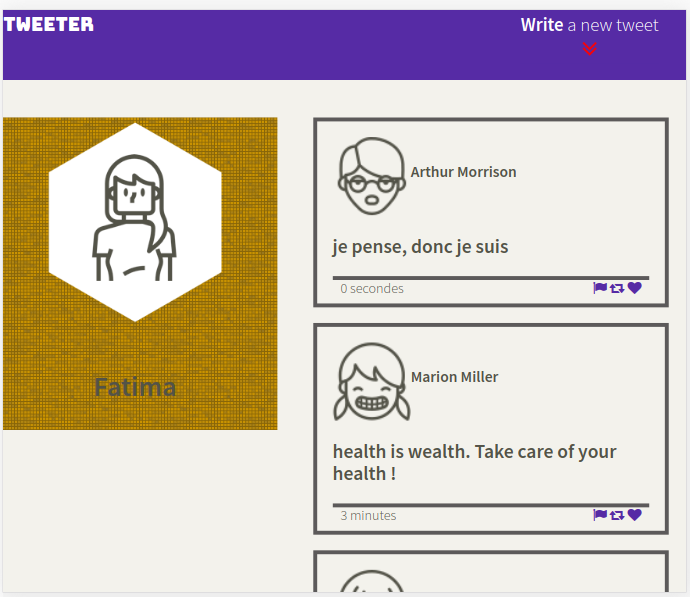 TWEETER
Write a new tweet
Fatima
Arthur Morrison
je pense, donc je suis
0 secondes
Marion Miller
health is wealth. Take care of your
health !
3 minutes